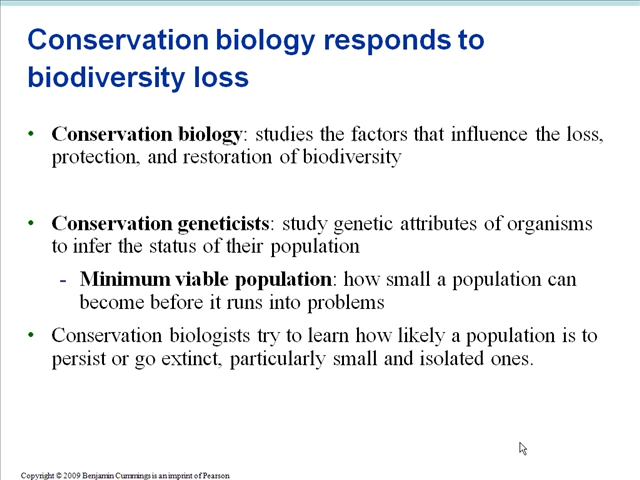 Conservation biology responds to
biodiversity loss
• Conservation biology: studies the factors that influence the loss,
protection, and restoration of biodiversity
• Conservation geneticists: study genetic attributes of organisms
to infer the status of their population
- Minimum viable population: how small a population can
become before it runs into problems
• Conservation biologists try to learn how likely a population is to
persist or go extinct, particularly small and isolated ones.
Copyright © 2009 Benjamin Cummings is an imprint of Pearson